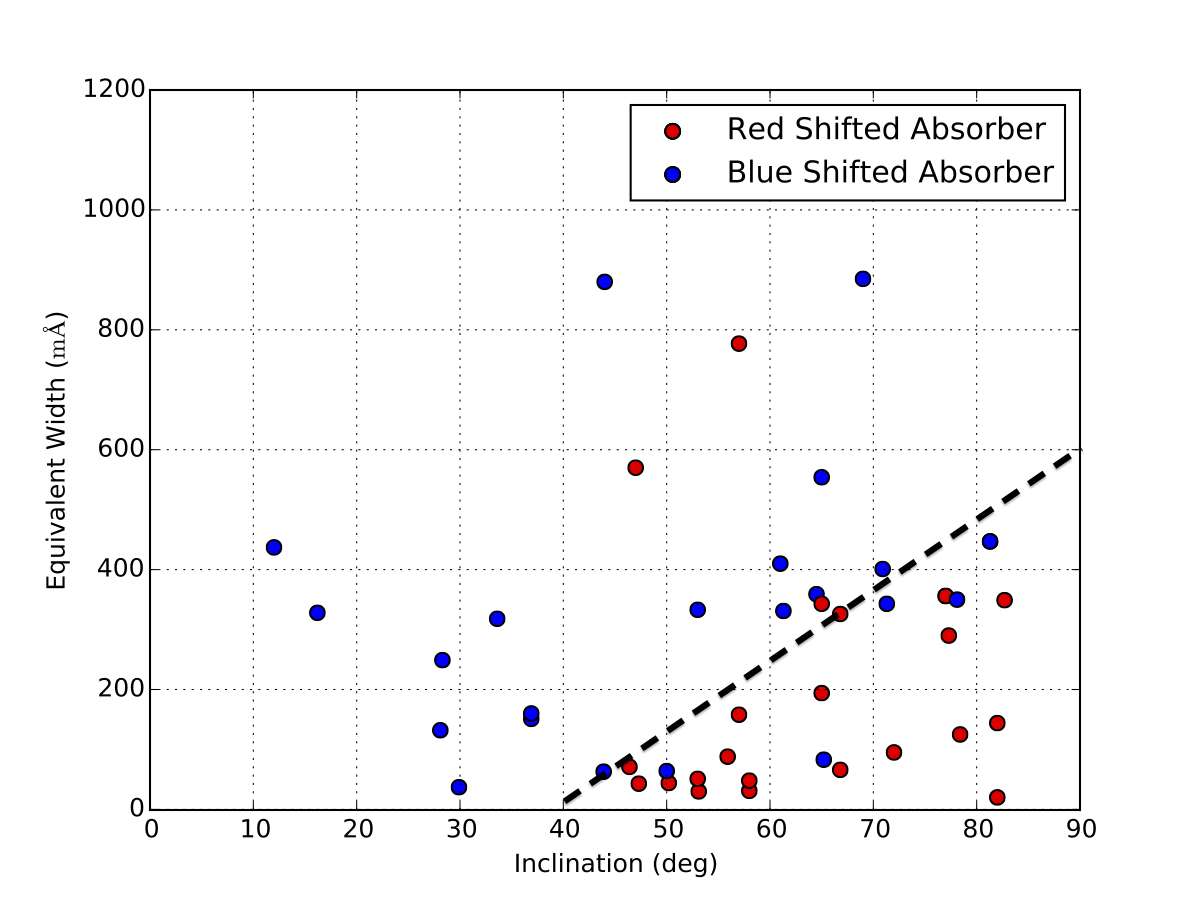 1200
1000
800
600
400
200
0
Equivalent Width (mÅ)
Red Shifted Absorber
Blue Shifted Absorber
0 10 20 30 40 50 60 70 80 90
Inclination (deg)